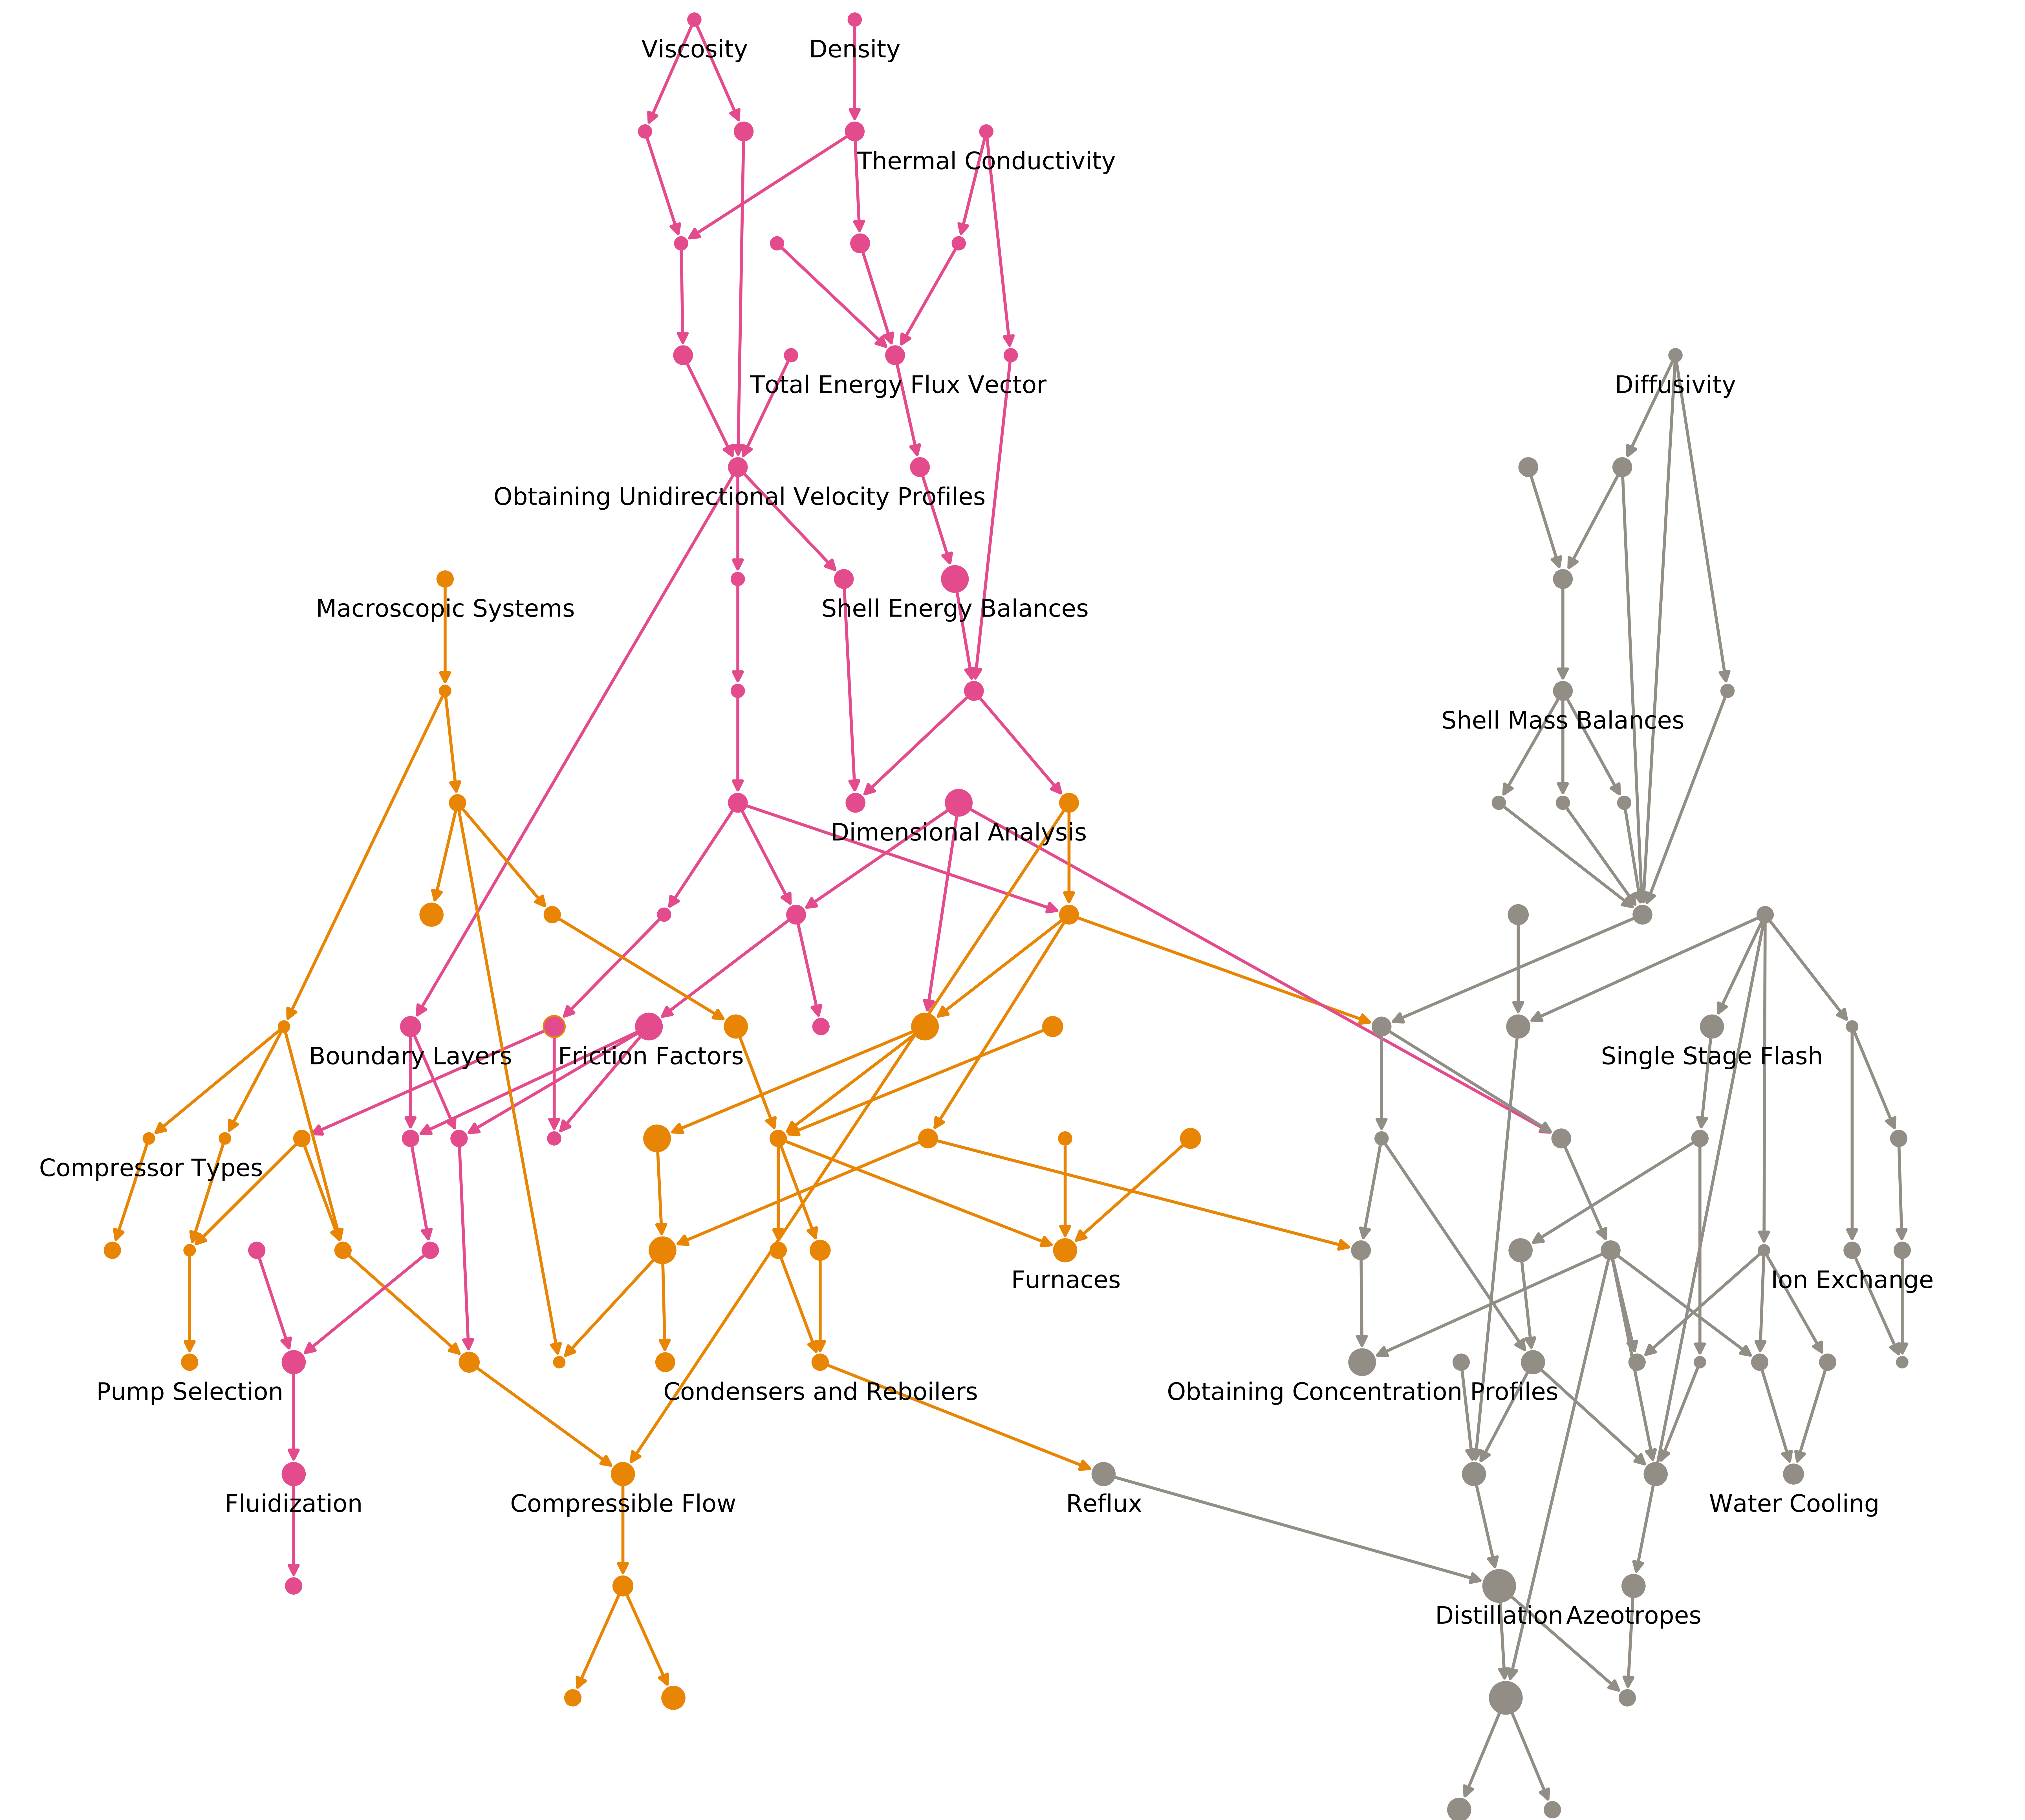 Viscosity
Density
Thermal Conductivity
Total Energy Flux Vector
Diffusivity
Obtaining Unidirectional Velocity Profiles
Macroscopic Systems
Shell Energy Balances
Shell Mass Balances
Dimensional Analysis
Boundary Layers
Friction Factors
Single Stage Flash
Compressor Types
Furnaces
Ion Exchange
Pump Selection
Condensers and Reboilers
Obtaining Concentration Profiles
Fluidization
Compressible Flow
Reflux
Water Cooling
Distillation
Azeotropes